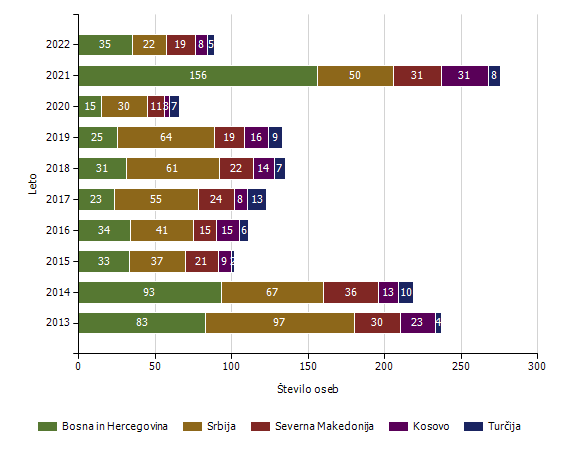 2022 35 22 19 8 5
2021 156 50 31 31 8
2020 15 30 11 3 7
2019 25 64 19 16 9
2018 31 61 22 14 7
Leto
2017 23 55 24 8 13
2016 34 41 15 15 6
2015 33 37 21 9 2
2014 93 67 36 13 10
2013 83 97 30 23 4
0 50 100 150 200 250 300
Število oseb
Bosna in Hercegovina Srbija Severna Makedonija Kosovo Turčija